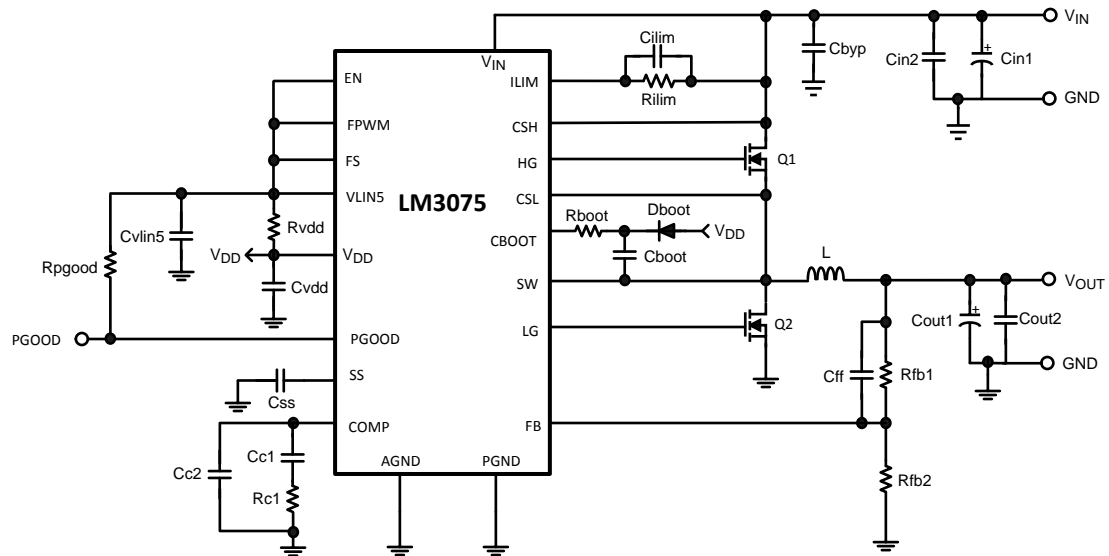 VIN
Cilim
Cbyp
Cin2
Cin1
VIN
EN
ILIM
Rilim
GND
FPWM
CSH
FS
HG
Q1
LM3075
VLIN5
CSL
Rvdd
Rboot
Dboot
Cvlin5
CBOOT
VDD
Rpgood
VDD
VDD
Cboot
L
Cvdd
SW
VOUT
LG
Q2
Cout1
Cout2
PGOOD
PGOOD
Cff
Rfb1
GND
SS
Css
COMP
FB
Cc1
Cc2
AGND
PGND
Rfb2
Rc1